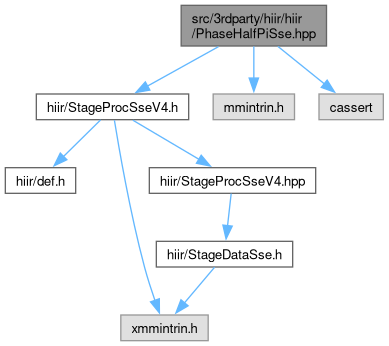 src/3rdparty/hiir/hiir
/PhaseHalfPiSse.hpp
hiir/StageProcSseV4.h
mmintrin.h
cassert
hiir/def.h
hiir/StageProcSseV4.hpp
hiir/StageDataSse.h
xmmintrin.h